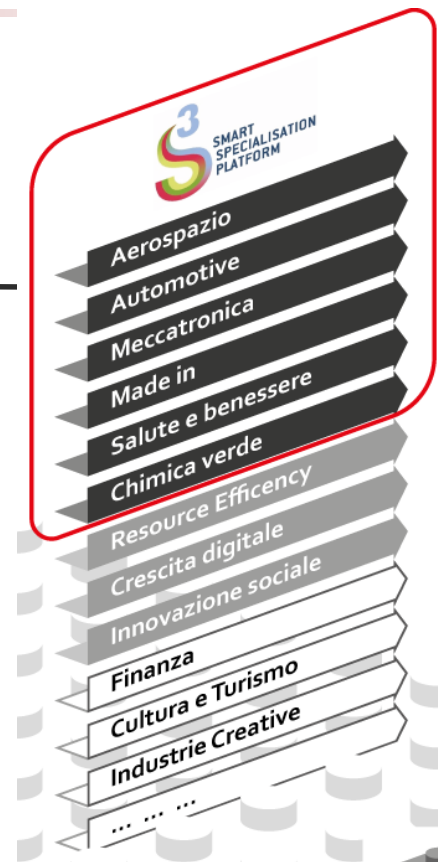 S3
SMART
SPECIALISATION
PLATFORM
Aerospazio
Automotive
Meccatronica
Made in
Salute e benessere
Chimica verde
Resource Efficency
Crescita digitale
Innovazione sociale
Finanza
Cultura e Turismo
Industrie Creative
... ... ...